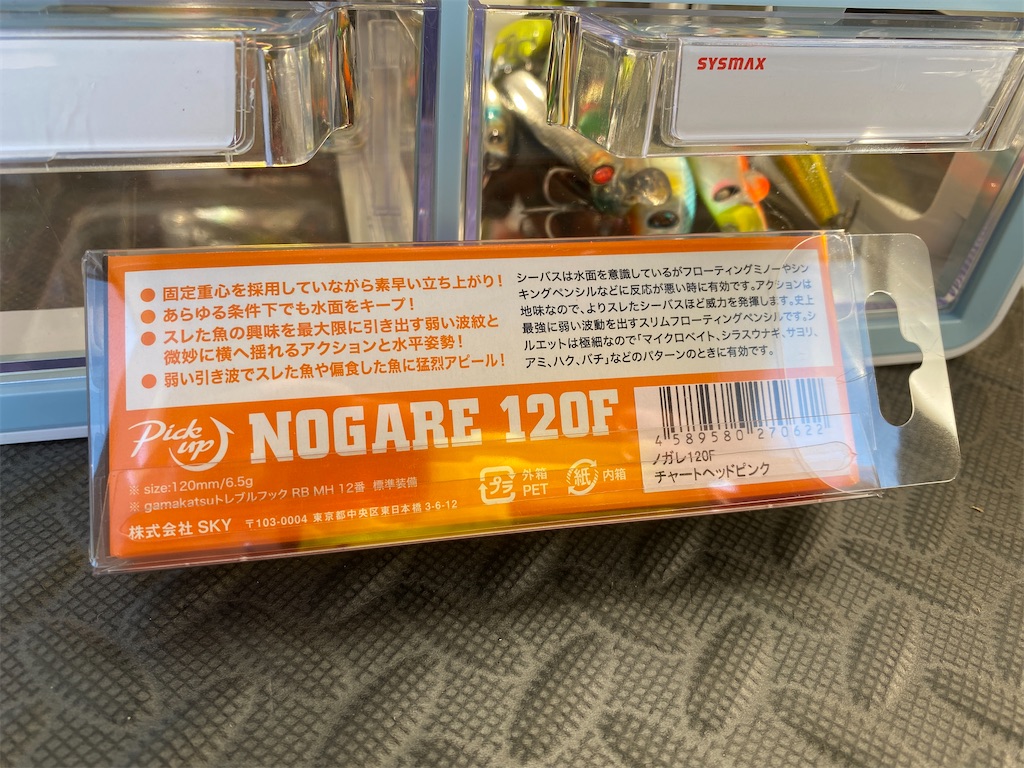 SYSMAX
● 固定重心を採用していながら素早い立ち上がり!
● あらゆる条件下でも水面をキープ!
● スレた魚の興味を最大限に引き出す弱い波紋と
微妙に横へ揺れるアクションと水平姿勢!
● 弱い引き波でスレた魚や偏食した魚に猛烈アピール!
シーバスは水面を意識しているがフローティングミノーやシン
キングペンシルなどに反応が悪い時に有効です。アクションは
地味なので、よりスレたシーバスほど威力を発揮します。史上
最強に弱い波動を出すスリムフローティングペンシルです。シ
ルエットは極細なので「マイクロベイト、シラスウナギ、サヨリ、
アミ、ハク、バチ」などのパターンのときに有効です。
Pick up
NOGARE 120F
※ size:120mm/6.5g
※ gamakatsuトレブルフック RB MH 12番 標準装備
株式会社 SKY 〒103-0004 東京都中央区東日本橋 3-6-12
プラ 外箱 PET
紙 内箱
4 589580 270622
ノガレ120F
チャートヘッドピンク